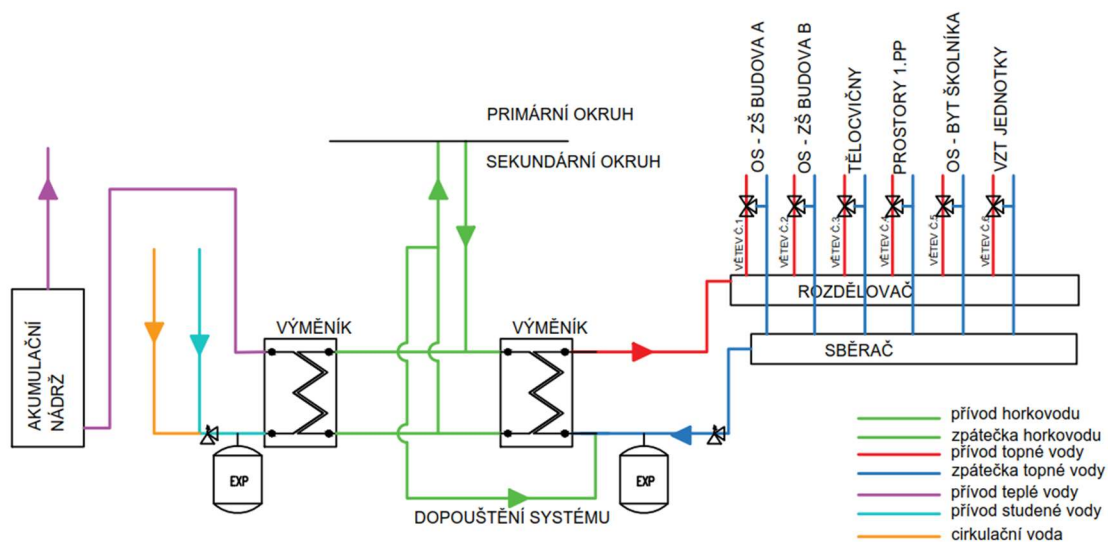 PRIMÁRNÍ OKRUH
SEKUNDÁRNÍ OKRUH
OS - ZŠ BUDOVA A
OS - ZŠ BUDOVA B
TĚLOCVIČNY
PROSTORY 1.PP
OS - BYT ŠKOLNÍKA
VZT JEDNOTKY
VĚTEV Č.1
VĚTEV Č.2
VĚTEV Č.3
VĚTEV Č.4
VĚTEV Č.5
VĚTEV Č.6
ROZDĚLOVAČ
SBĚRAČ
AKUMULAČNÍ
NÁDRŽ
VÝMĚNÍK
VÝMĚNÍK
EXP
EXP
DOPOUŠTĚNÍ SYSTÉMU
přívod horkovodu
zpátečka horkovodu
přívod topné vody
zpátečka topné vody
přívod teplé vody
přívod studené vody
cirkulační voda